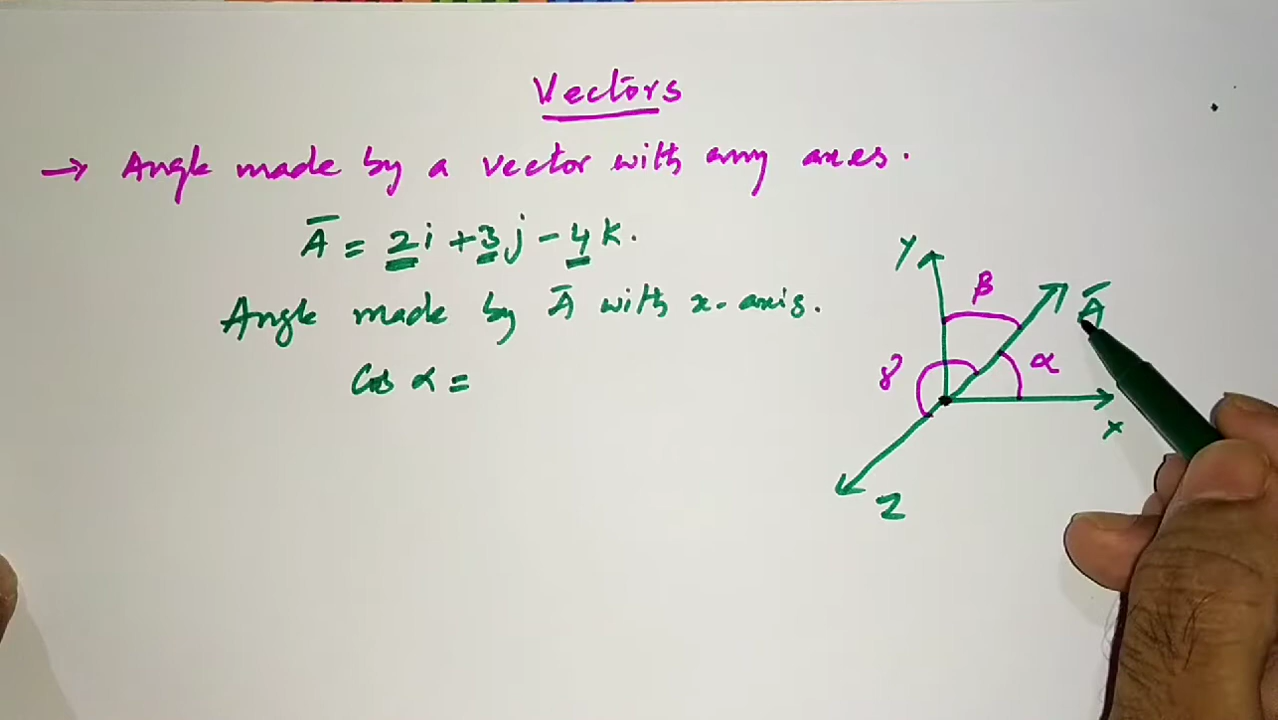 Vectors
→ Angle made by a vector with any axes.
A̅ = 2i + 3j - 4k.
Angle made by A̅ with x-axis.
Cos α =
y
β
A̅
γ
α
x
z